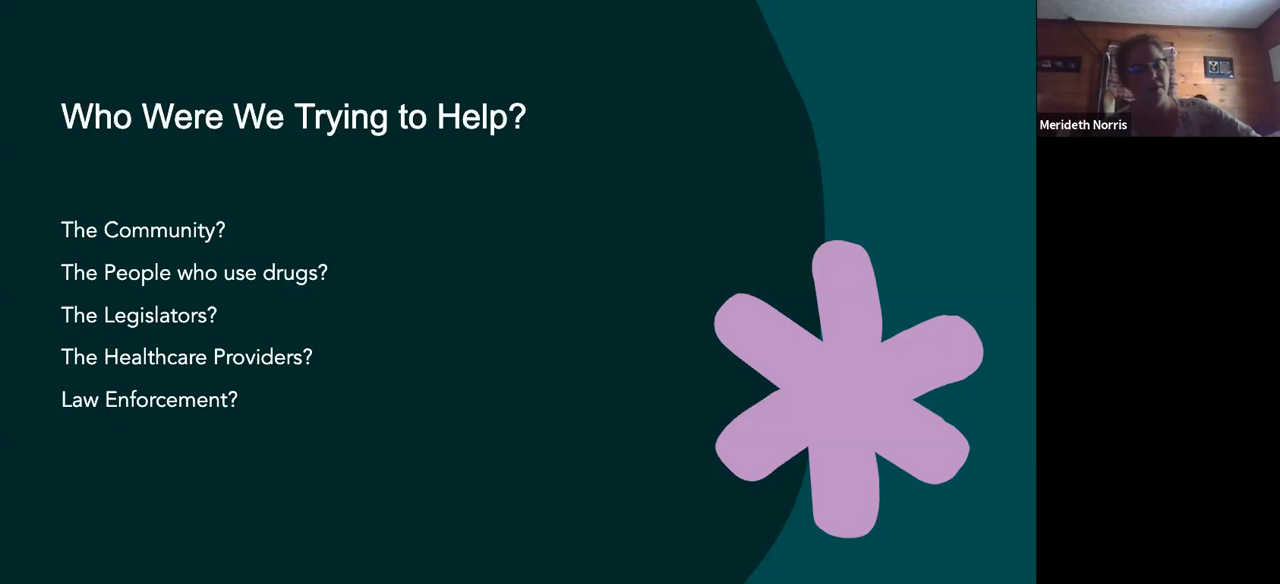 Who Were We Trying to Help?
The Community?
The People who use drugs?
The Legislators?
The Healthcare Providers?
Law Enforcement?
Merideth Norris